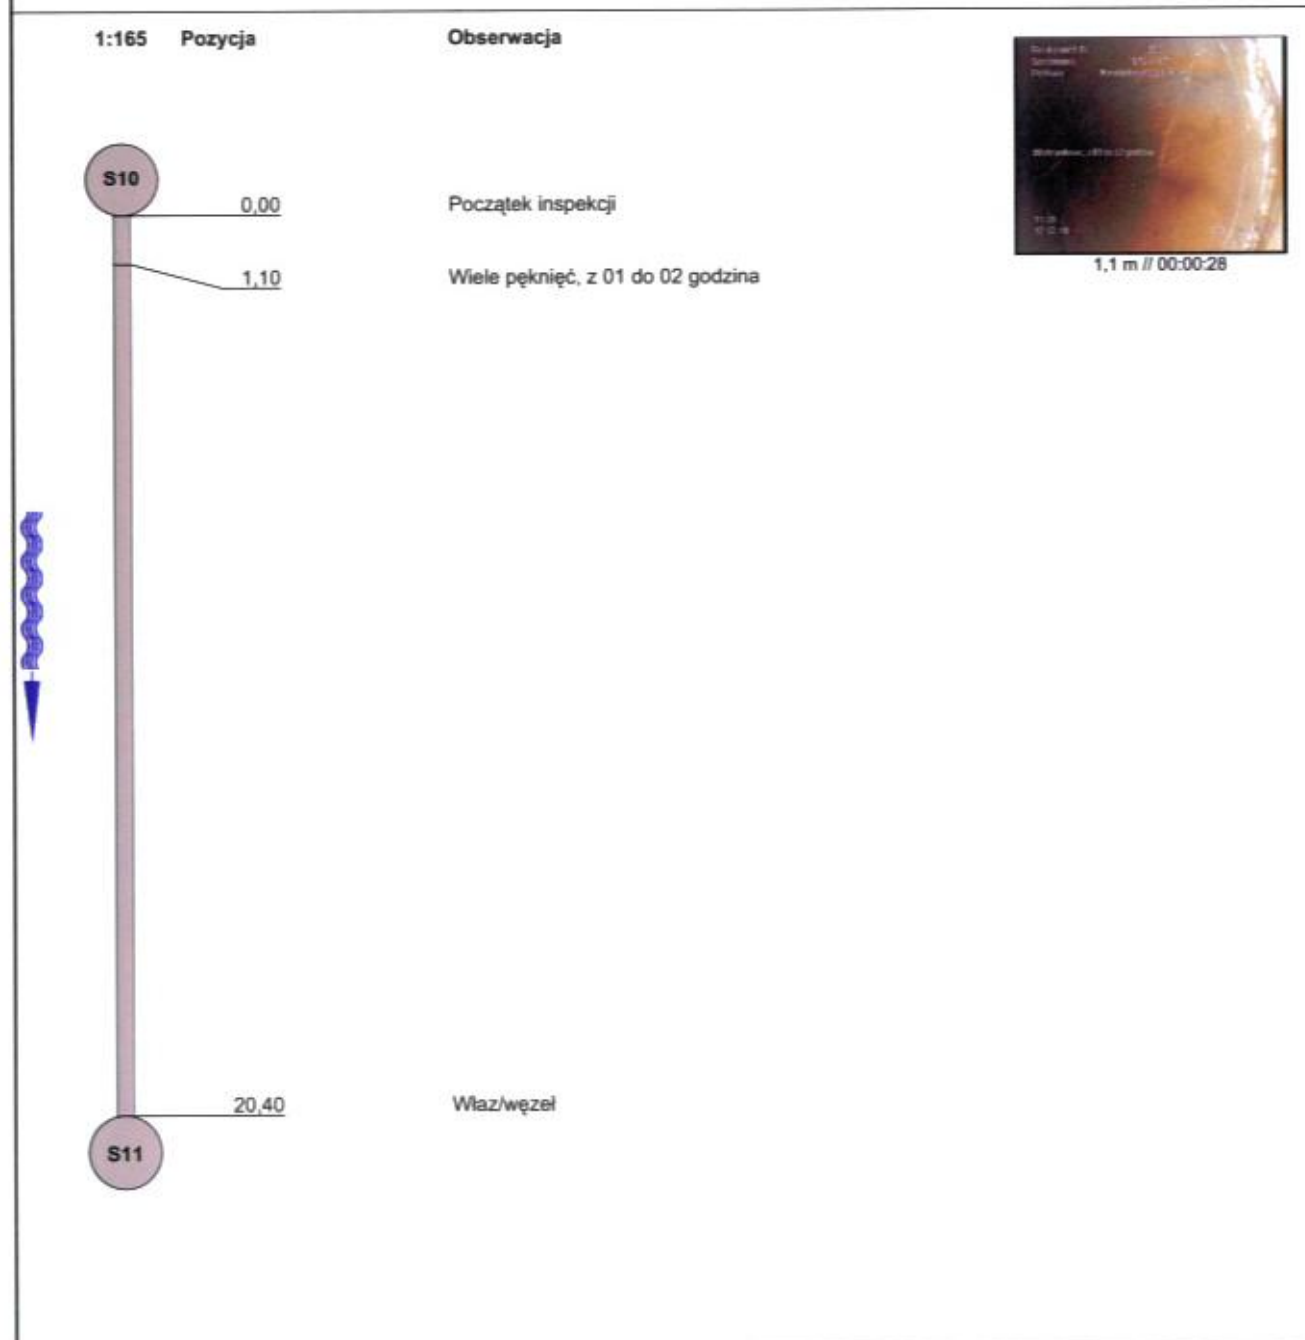 1:165 Pozycja Obserwacja
S10
0,00 Początek inspekcji
1,10 Wiele pęknięć, z 01 do 02 godzina
1,1 m // 00:00:28
20,40 Właz/węzeł
S11